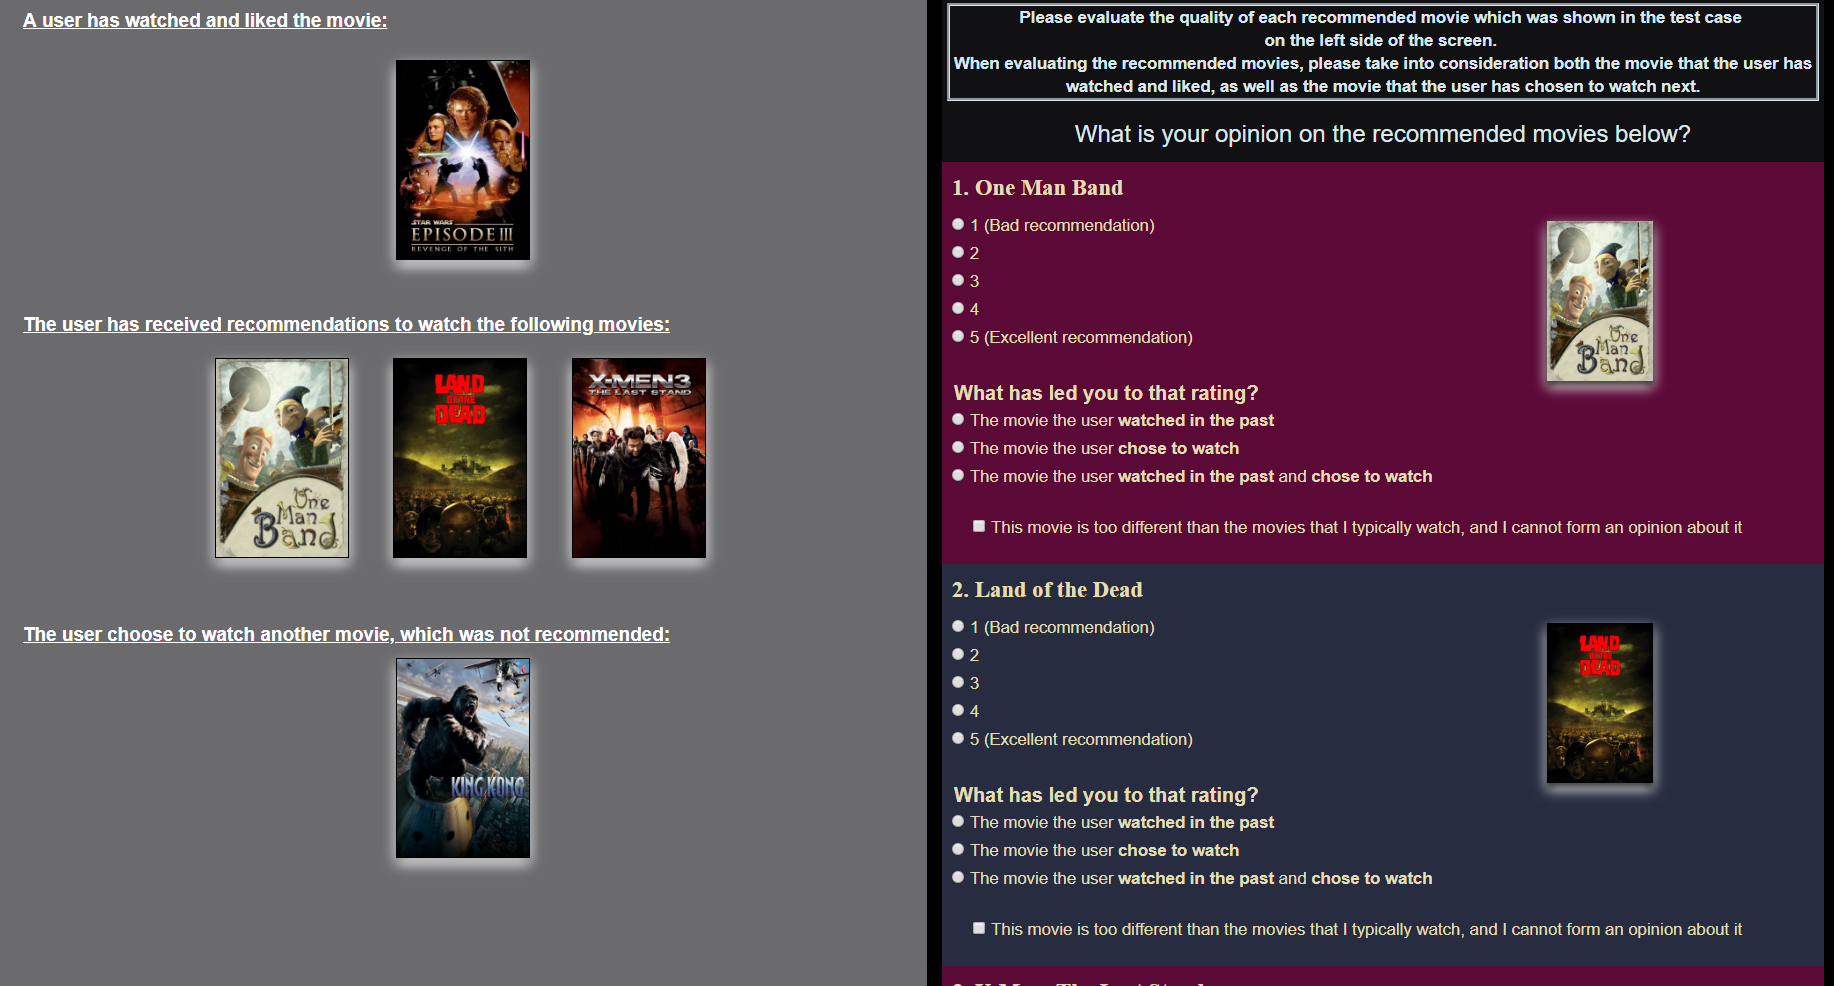 A user has watched and liked the movie:
STAR WARS
EPISODE III
REVENGE OF THE SITH
The user has received recommendations to watch the following movies:
One
Man
Band
LAND
OF THE
DEAD
X-MEN3
THE LAST STAND
The user choose to watch another movie, which was not recommended:
KING KONG
Please evaluate the quality of each recommended movie which was shown in the test case
on the left side of the screen.
When evaluating the recommended movies, please take into consideration both the movie that the user has
watched and liked, as well as the movie that the user has chosen to watch next.
What is your opinion on the recommended movies below?
1. One Man Band
1 (Bad recommendation)
2
3
4
5 (Excellent recommendation)
One
Man
Band
What has led you to that rating?
The movie the user watched in the past
The movie the user chose to watch
The movie the user watched in the past and chose to watch
This movie is too different than the movies that I typically watch, and I cannot form an opinion about it
2. Land of the Dead
1 (Bad recommendation)
2
3
4
5 (Excellent recommendation)
LAND
OF THE
DEAD
What has led you to that rating?
The movie the user watched in the past
The movie the user chose to watch
The movie the user watched in the past and chose to watch
This movie is too different than the movies that I typically watch, and I cannot form an opinion about it